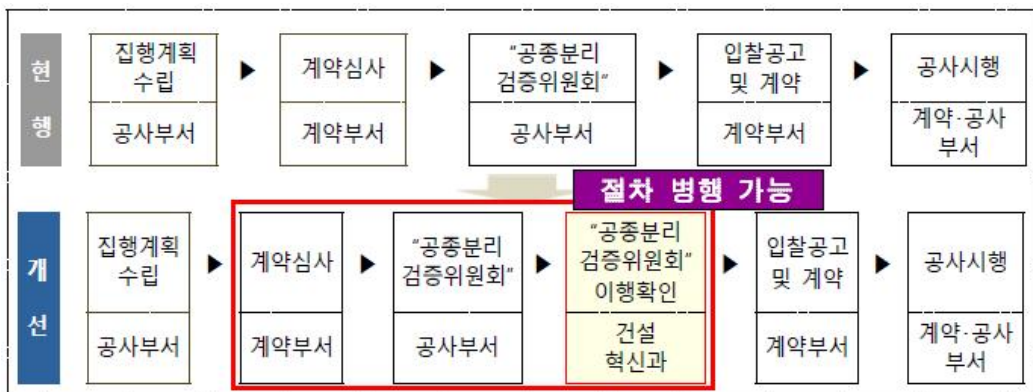 현행
집행계획
수립
▶
계약심사
▶
"공종분리
검증위원회"
▶
입찰공고
및 계약
▶
공사시행
공사부서
계약부서
공사부서
계약부서
계약·공사
부서
절차 병행 가능
개선
집행계획
수립
▶
계약심사
▶
"공종분리
검증위원회"
▶
"공종분리
검증위원회"
이행확인
▶
입찰공고
및 계약
▶
공사시행
공사부서
계약부서
공사부서
건설
혁신과
계약부서
계약·공사
부서